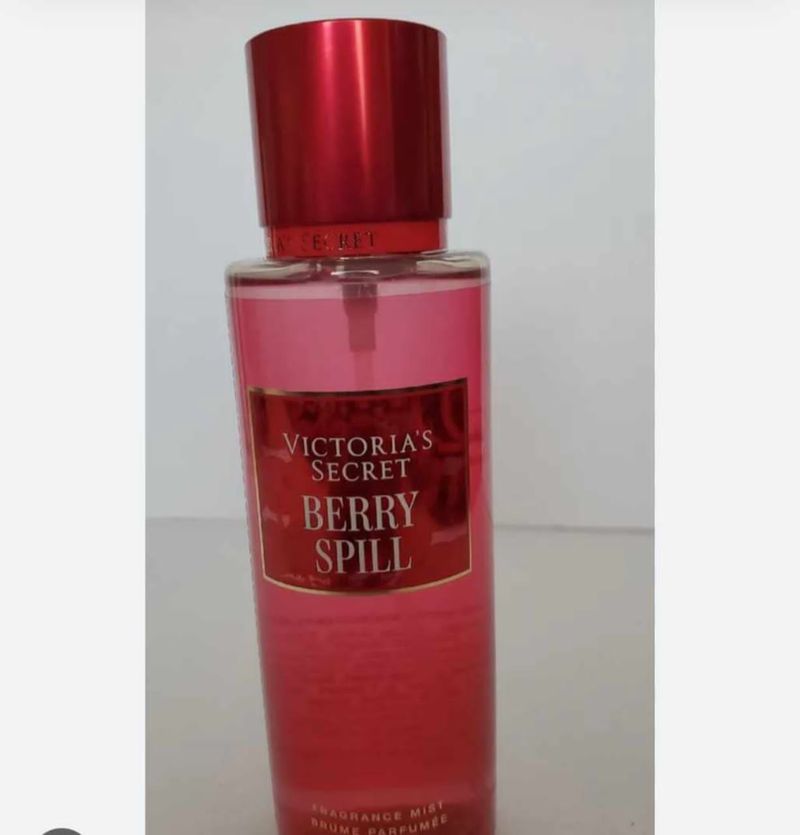 SECRET
VICTORIA'S
SECRET
BERRY
SPILL
FRAGRANCE MIST
BRUME PARFUMÉE